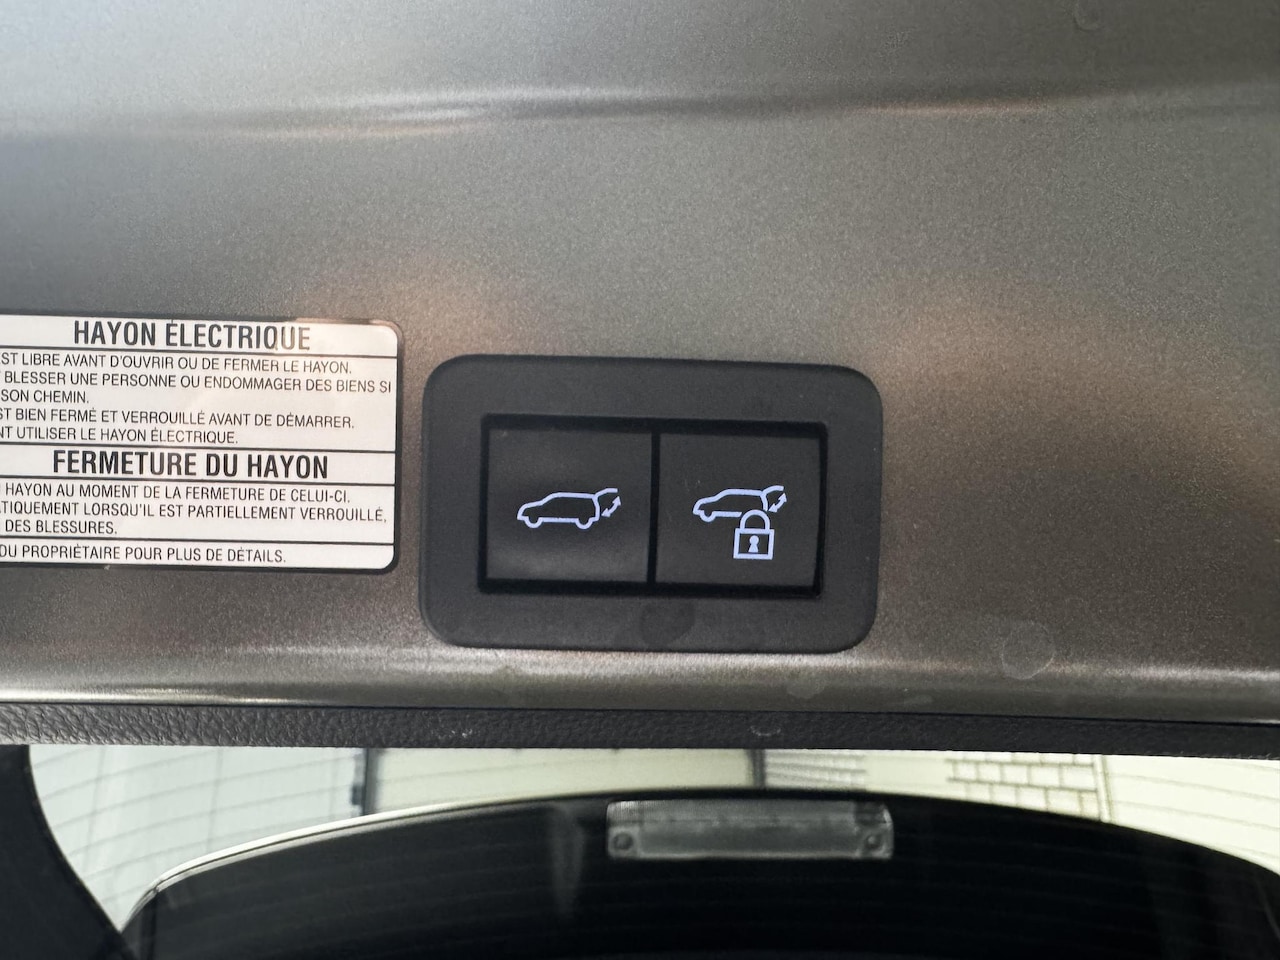 HAYON ÉLECTRIQUE
EST LIBRE AVANT D'OUVRIR OU DE FERMER LE HAYON.
BLESSER UNE PERSONNE OU ENDOMMAGER DES BIENS SI
SON CHEMIN.
ST BIEN FERMÉ ET VERROUILLÉ AVANT DE DÉMARRER.
NT UTILISER LE HAYON ÉLECTRIQUE.
FERMETURE DU HAYON
HAYON AU MOMENT DE LA FERMETURE DE CELUI-CI.
ATIQUEMENT LORSQU'IL EST PARTIELLEMENT VERROUILLÉ,
DES BLESSURES.
DU PROPRIÉTAIRE POUR PLUS DE DÉTAILS.